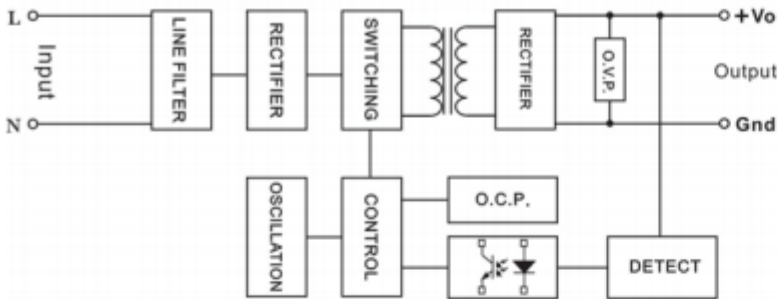 L
Input
N
LINE FILTER
RECTIFIER
SWITCHING
RECTIFIER
O.V.P.
+Vo
Output
Gnd
OSCILLATION
CONTROL
O.C.P.
DETECT